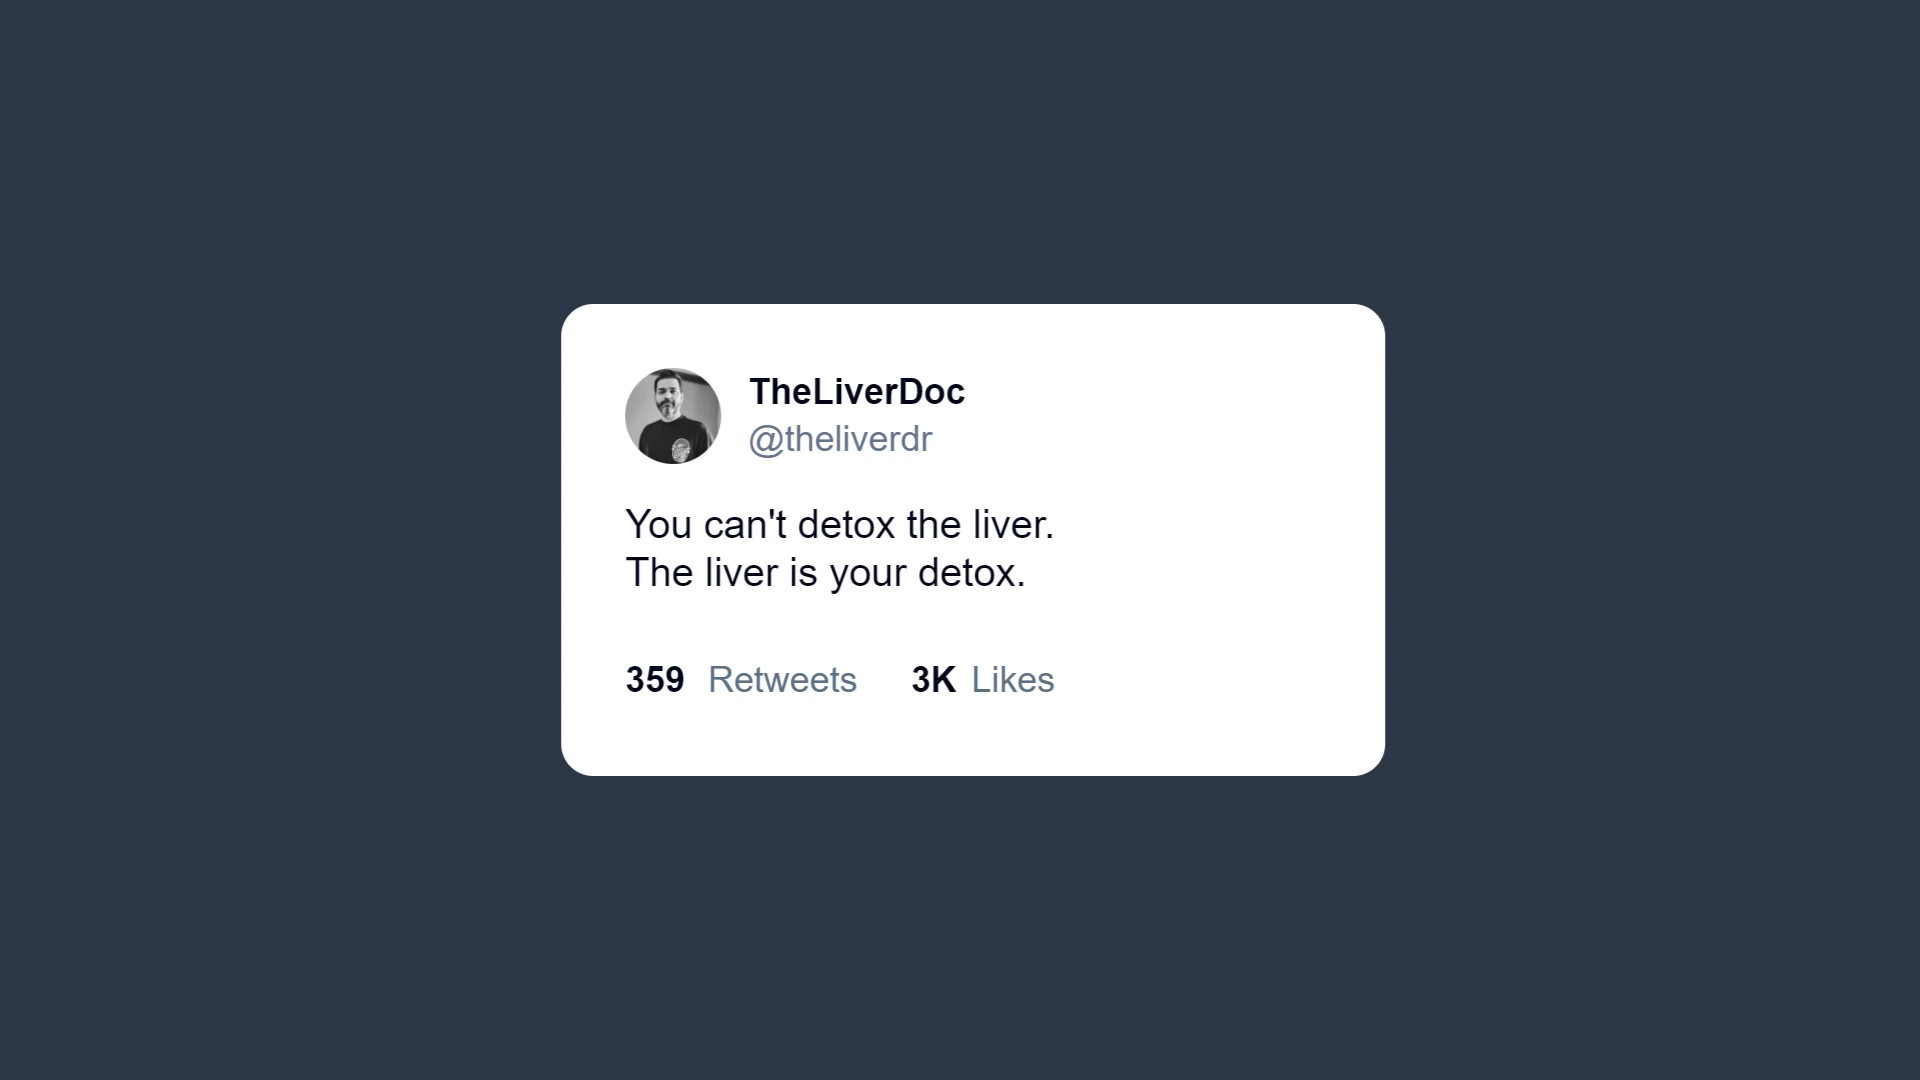 TheLiverDoc
@theliverdr
You can't detox the liver.
The liver is your detox.
359 Retweets 3K Likes